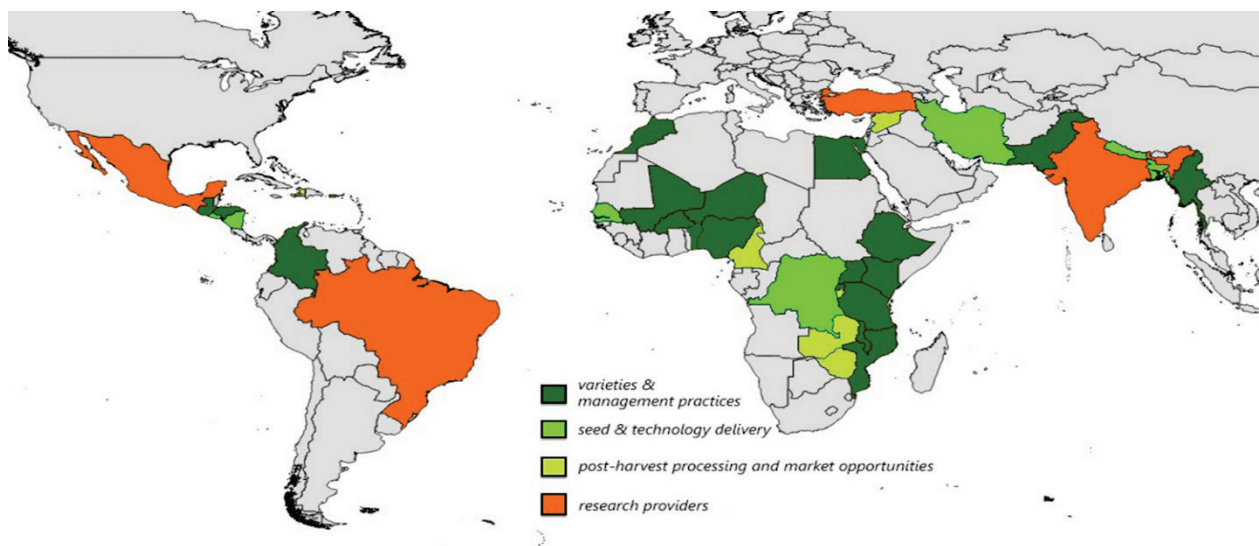 varieties &
management practices
seed & technology delivery
post-harvest processing and market opportunities
research providers